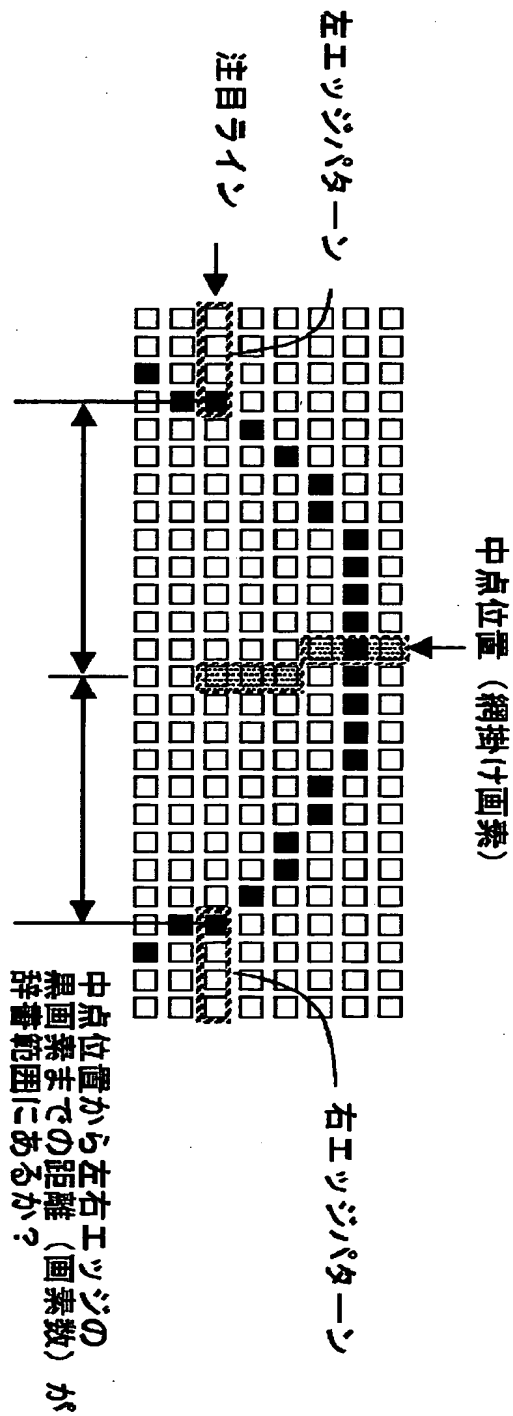 中点位置(網掛け画素)
左エッジパターン
注目ライン
右エッジパターン
中点位置から左右エッジの
黒画素までの距離(画素数)が
辞書範囲にあるか?